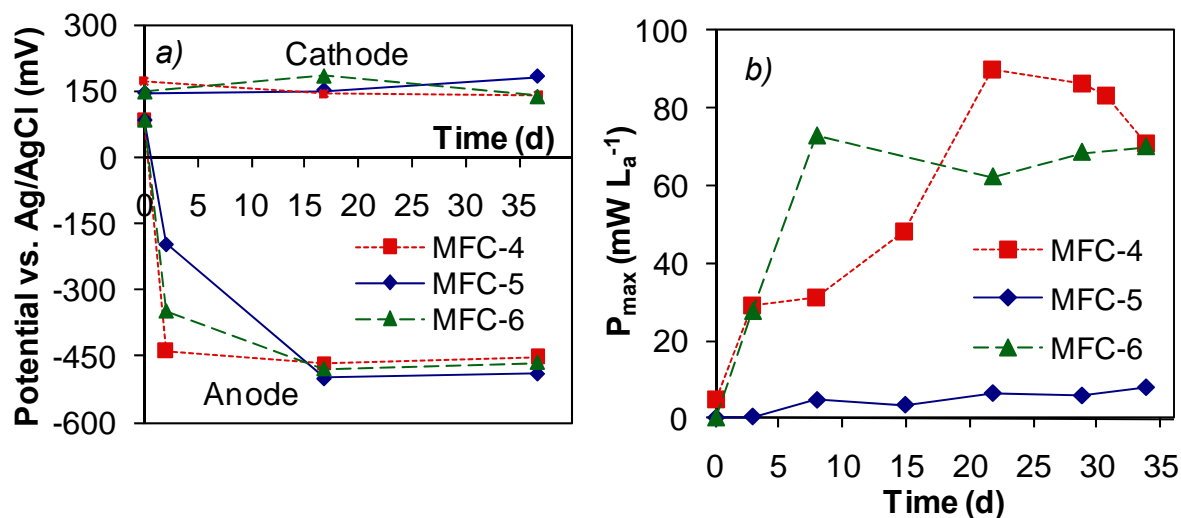 a)
Cathode
Potential vs. Ag/AgCl (mV)
300
150
0
-150
-300
-450
-600
Time (d)
0 5 10 15 20 25 30 35
MFC-4
MFC-5
MFC-6
Anode
b)
P_max (mW L_a^-1)
100
80
60
40
20
0
MFC-4
MFC-5
MFC-6
0 5 10 15 20 25 30 35
Time (d)